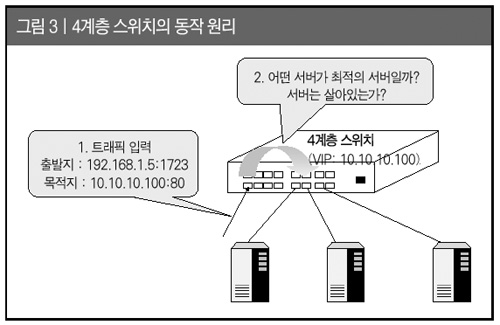 그림 3 | 4계층 스위치의 동작 원리
2. 어떤 서버가 최적의 서버일까?
서버는 살아있는가?
1. 트래픽 입력
출발지 : 192.168.1.5:1723
목적지 : 10.10.10.100:80
4계층 스위치
(VIP: 10.10.10.100)